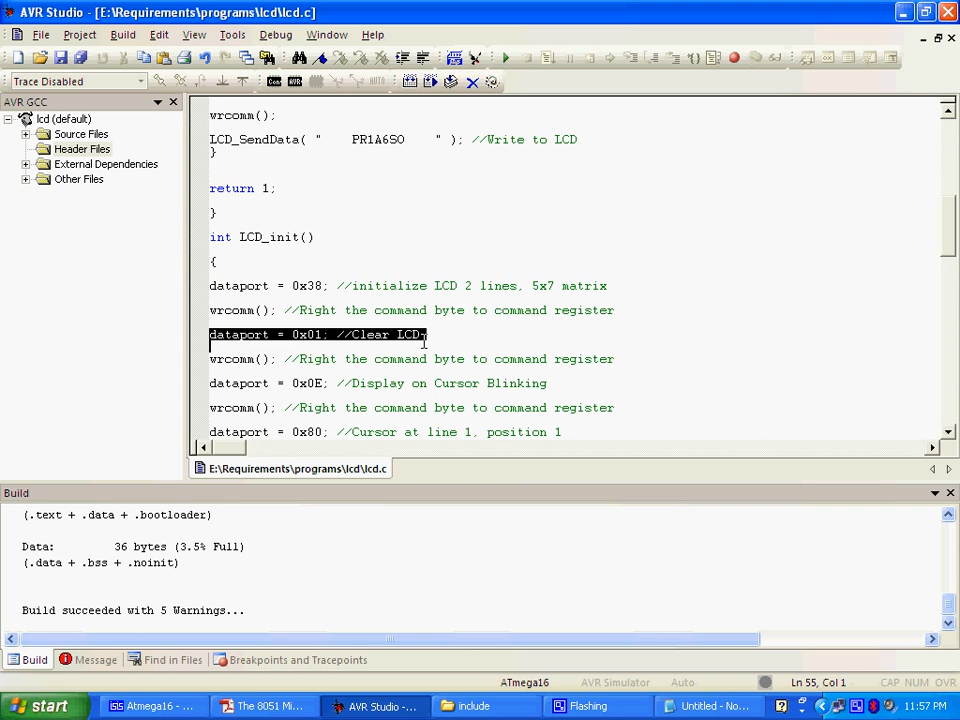 AVR Studio - [E:\Requirements\programs\lcd\lcd.c]
File Project Build Edit View Tools Debug Window Help
Trace Disabled
AVR GCC
lcd (default)
Source Files
Header Files
External Dependencies
Other Files
wrcomm();
LCD_SendData( " PR1A6SO " ); //Write to LCD
}
return 1;
}
int LCD_init()
{
dataport = 0x38; //initialize LCD 2 lines, 5x7 matrix
wrcomm(); //Right the command byte to command register
dataport = 0x01; //Clear LCD
wrcomm(); //Right the command byte to command register
dataport = 0x0E; //Display on Cursor Blinking
wrcomm(); //Right the command byte to command register
dataport = 0x80; //Cursor at line 1, position 1
E:\Requirements\programs\lcd\lcd.c
Build
(.text + .data + .bootloader)
Data: 36 bytes (3.5% Full)
(.data + .bss + .noinit)
Build succeeded with 5 Warnings...
Build Message Find in Files Breakpoints and Tracepoints
ATmega16 AVR Simulator Auto Ln 55, Col 1 CAP NUM OVR
start Atmega16 - ... The 8051 Mi... AVR Studio -... include Flashing Untitled - No... 11:57 PM